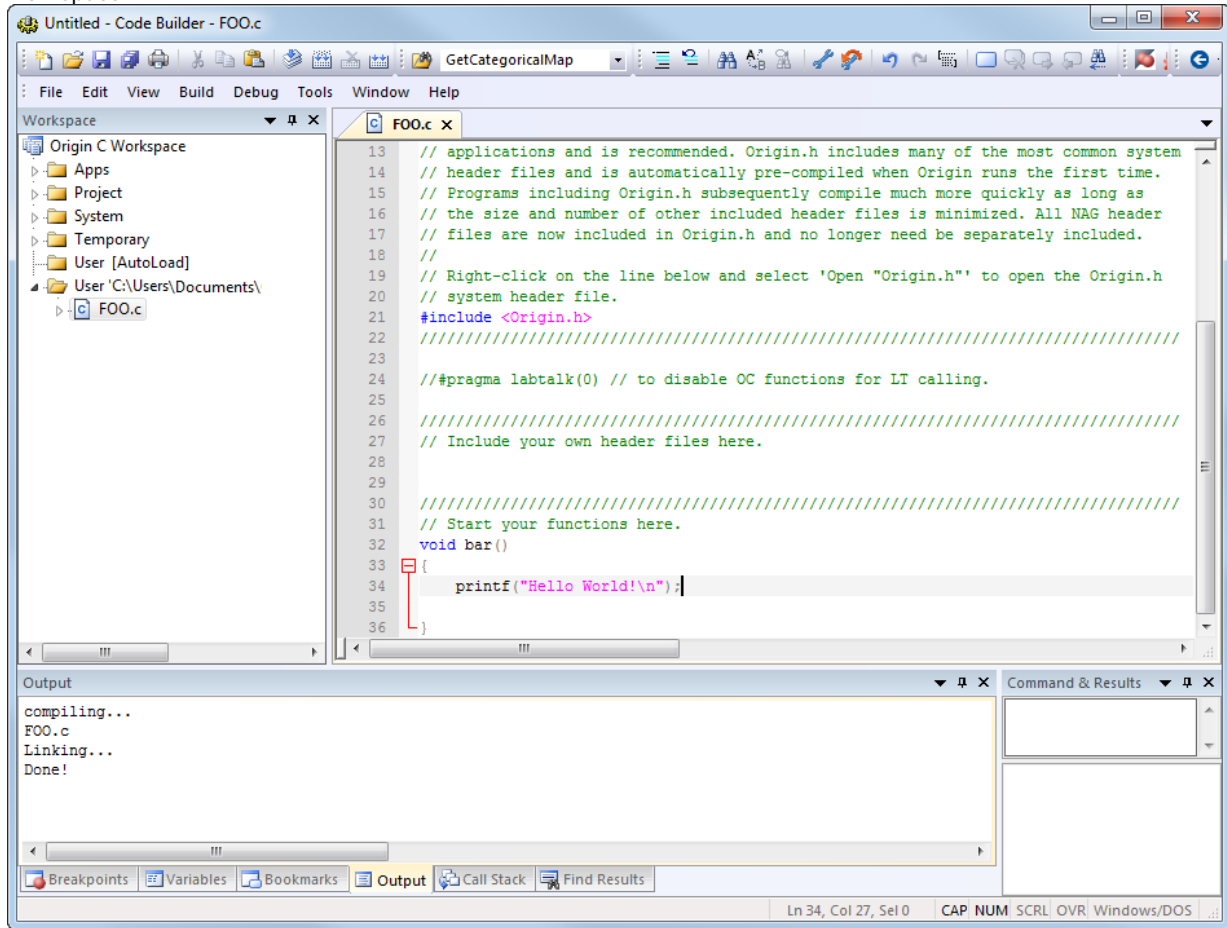 Untitled - Code Builder - FOO.c
GetCategoricalMap
File Edit View Build Debug Tools Window Help
Workspace
Origin C Workspace
Apps
Project
System
Temporary
User [AutoLoad]
User 'C:\Users\Documents\
FOO.c
FOO.c
13 // applications and is recommended. Origin.h includes many of the most common system
14 // header files and is automatically pre-compiled when Origin runs the first time.
15 // Programs including Origin.h subsequently compile much more quickly as long as
16 // the size and number of other included header files is minimized. All NAG header
17 // files are now included in Origin.h and no longer need be separately included.
18 //
19 // Right-click on the line below and select 'Open "Origin.h"' to open the Origin.h
20 // system header file.
21 #include <Origin.h>
22 ////////////////////////////////////////////////////////////////////////////////////
23
24 //#pragma labtalk(0) // to disable OC functions for LT calling.
25
26 ////////////////////////////////////////////////////////////////////////////////////
27 // Include your own header files here.
28
29
30 ////////////////////////////////////////////////////////////////////////////////////
31 // Start your functions here.
32 void bar()
33 {
34 printf("Hello World!\n");
35
36 }
Output
compiling...
FOO.c
Linking...
Done!
Command & Results
Breakpoints Variables Bookmarks Output Call Stack Find Results
Ln 34, Col 27, Sel 0 CAP NUM SCRL OVR Windows/DOS